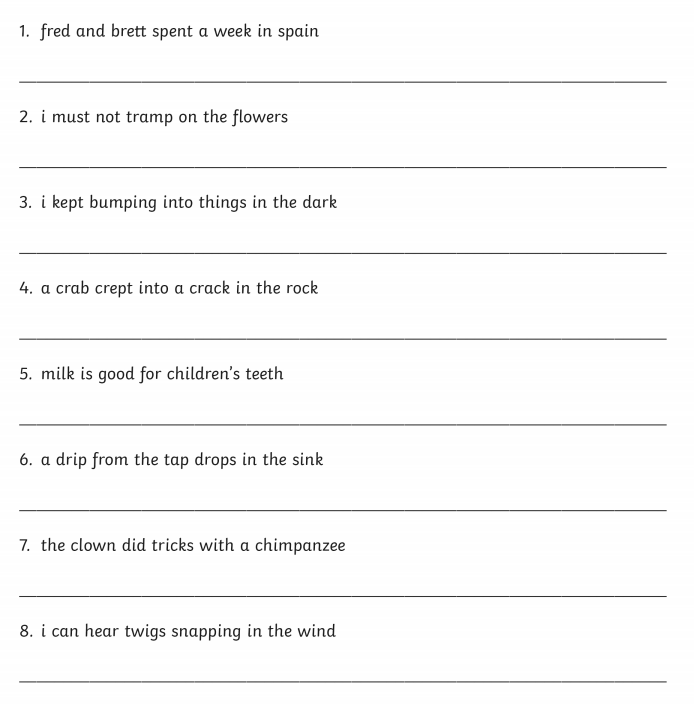 1. fred and brett spent a week in spain
2. i must not tramp on the flowers
3. i kept bumping into things in the dark
4. a crab crept into a crack in the rock
5. milk is good for children's teeth
6. a drip from the tap drops in the sink
7. the clown did tricks with a chimpanzee
8. i can hear twigs snapping in the wind